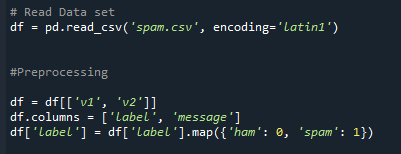 # Read Data set
df = pd.read_csv('spam.csv', encoding='latin1')
#Preprocessing
df = df[['v1', 'v2']]
df.columns = ['label', 'message']
df['label'] = df['label'].map({'ham': 0, 'spam': 1})